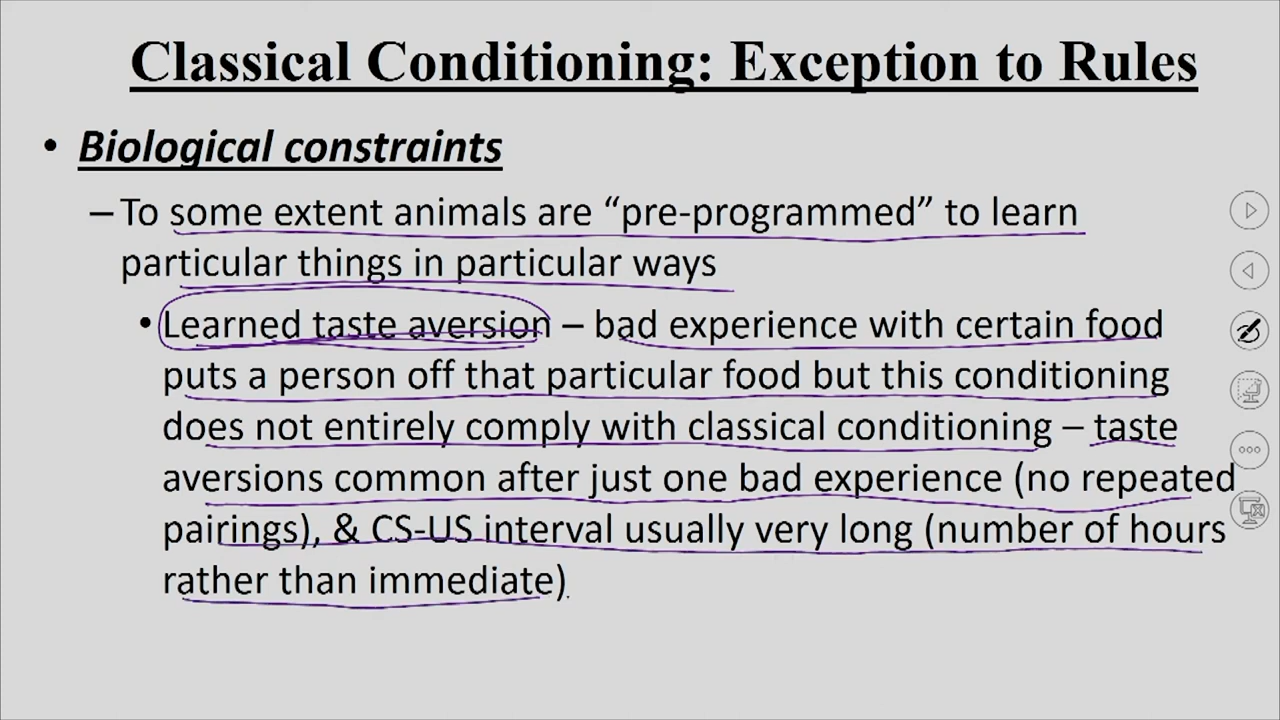 Classical Conditioning: Exception to Rules
• Biological constraints
– To some extent animals are “pre-programmed” to learn
particular things in particular ways
• Learned taste aversion – bad experience with certain food
puts a person off that particular food but this conditioning
does not entirely comply with classical conditioning – taste
aversions common after just one bad experience (no repeated
pairings), & CS-US interval usually very long (number of hours
rather than immediate).